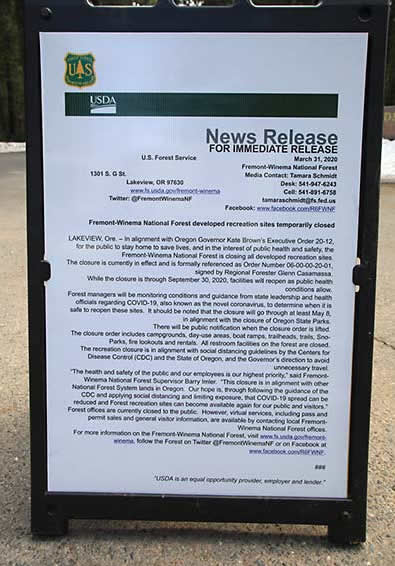 U S
USDA
News Release
FOR IMMEDIATE RELEASE
U.S. Forest Service
March 31, 2020
Fremont-Winema National Forest
1301 S. G St.
Media Contact: Tamara Schmidt
Lakeview, OR 97630
Desk: 541-947-6243
www.fs.usda.gov/fremont-winema
Cell: 541-891-6758
Twitter: @FremontWinemaNF
tamaraschmidt@fs.fed.us
Facebook: www.facebook.com/R6FWNF
Fremont-Winema National Forest developed recreation sites temporarily closed
LAKEVIEW, Ore. – In alignment with Oregon Governor Kate Brown's Executive Order 20-12,
for the public to stay home to save lives, and in the interest of public health and safety, the
Fremont-Winema National Forest is closing all developed recreation sites.
The closure is currently in effect and is formally referenced as Order Number 06-00-00-20-01,
signed by Regional Forester Glenn Casamassa.
While the closure is through September 30, 2020, facilities will reopen as public health
conditions allow.
Forest managers will be monitoring conditions and guidance from state leadership and health
officials regarding COVID-19, also known as the novel coronavirus, to determine when it is
safe to reopen these sites. It should be noted that the closure will go through at least May 8,
in alignment with the closure of Oregon State Parks.
There will be public notification when the closure order is lifted.
The closure order includes campgrounds, day-use areas, boat ramps, trailheads, trails, Sno-
Parks, fire lookouts and rentals. All restroom facilities on the forest are closed.
The recreation closure is in alignment with social distancing guidelines by the Centers for
Disease Control (CDC) and the State of Oregon, and the Governor's direction to avoid
unnecessary travel.
"The health and safety of the public and our employees is our highest priority," said Fremont-
Winema National Forest Supervisor Barry Imler. "This closure is in alignment with other
National Forest System lands in Oregon. Our hope is, through following the guidance of the
CDC and applying social distancing and limiting exposure, that COVID-19 spread can be
reduced and Forest recreation sites can become available again for our public and visitors."
Forest offices are currently closed to the public. However, virtual services, including pass and
permit sales and general visitor information, are available by contacting local Fremont-
Winema National Forest offices.
For more information on the Fremont-Winema National Forest, visit www.fs.usda.gov/fremont-
winema, follow the Forest on Twitter @FremontWinemaNF or on Facebook at
www.facebook.com/R6FWNF.
###
"USDA is an equal opportunity provider, employer and lender."